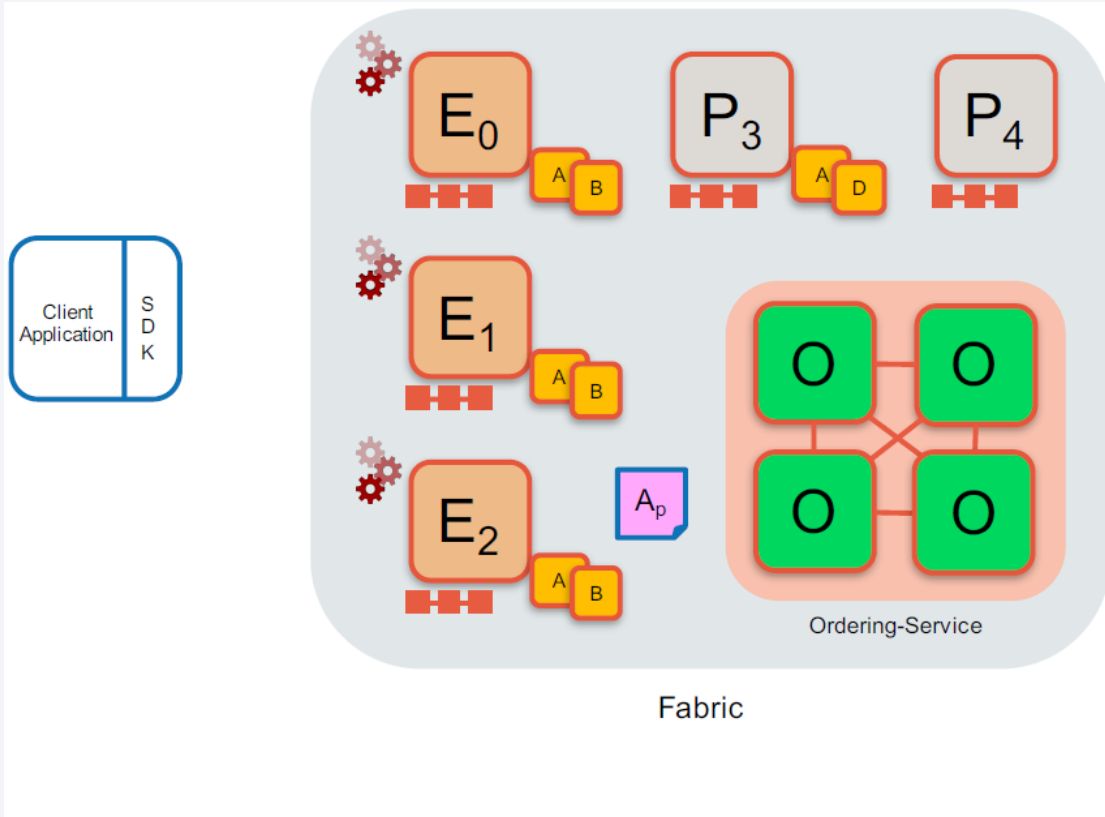 E0
A
B
P3
A
D
P4
Client
Application
S
D
K
E1
A
B
O
O
E2
A
B
Ap
O
O
Ordering-Service
Fabric